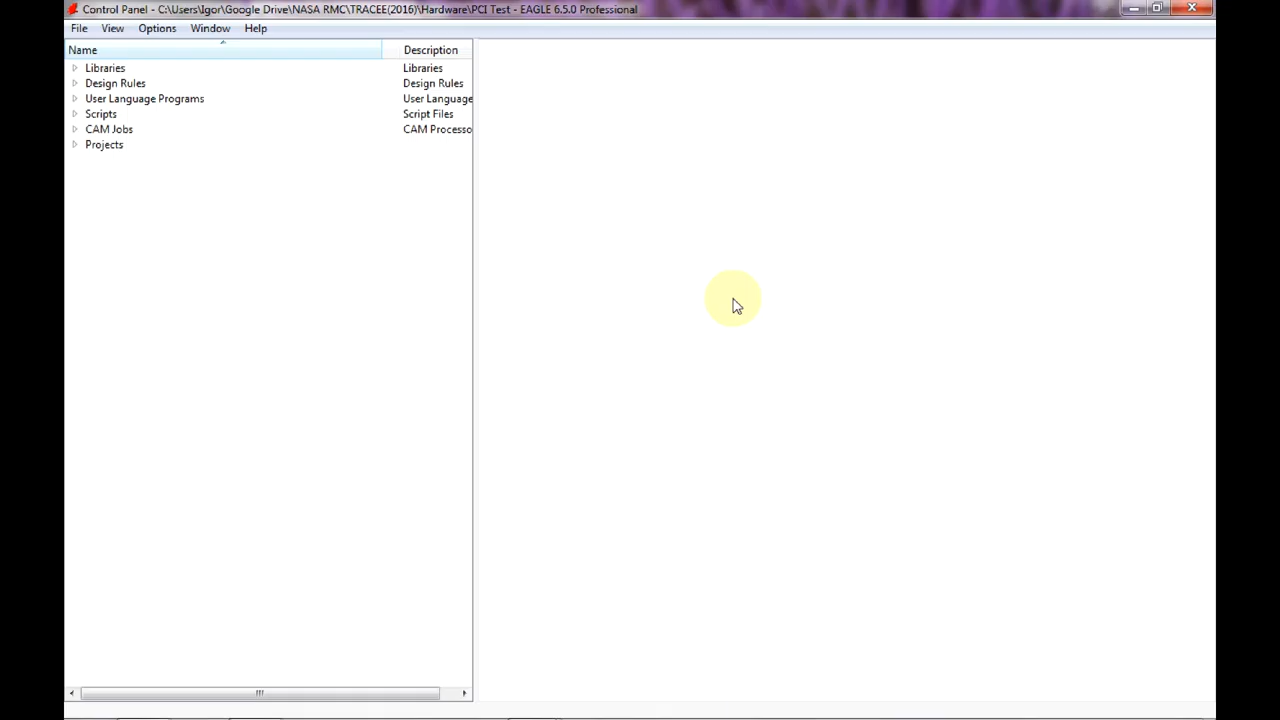 Control Panel - C:\Users\Igor\Google Drive\NASA RMC\TRACEE(2016)\Hardware\PCI Test - EAGLE 6.5.0 Professional
File View Options Window Help
Name Description
Libraries Libraries
Design Rules Design Rules
User Language Programs User Language
Scripts Script Files
CAM Jobs CAM Processo
Projects